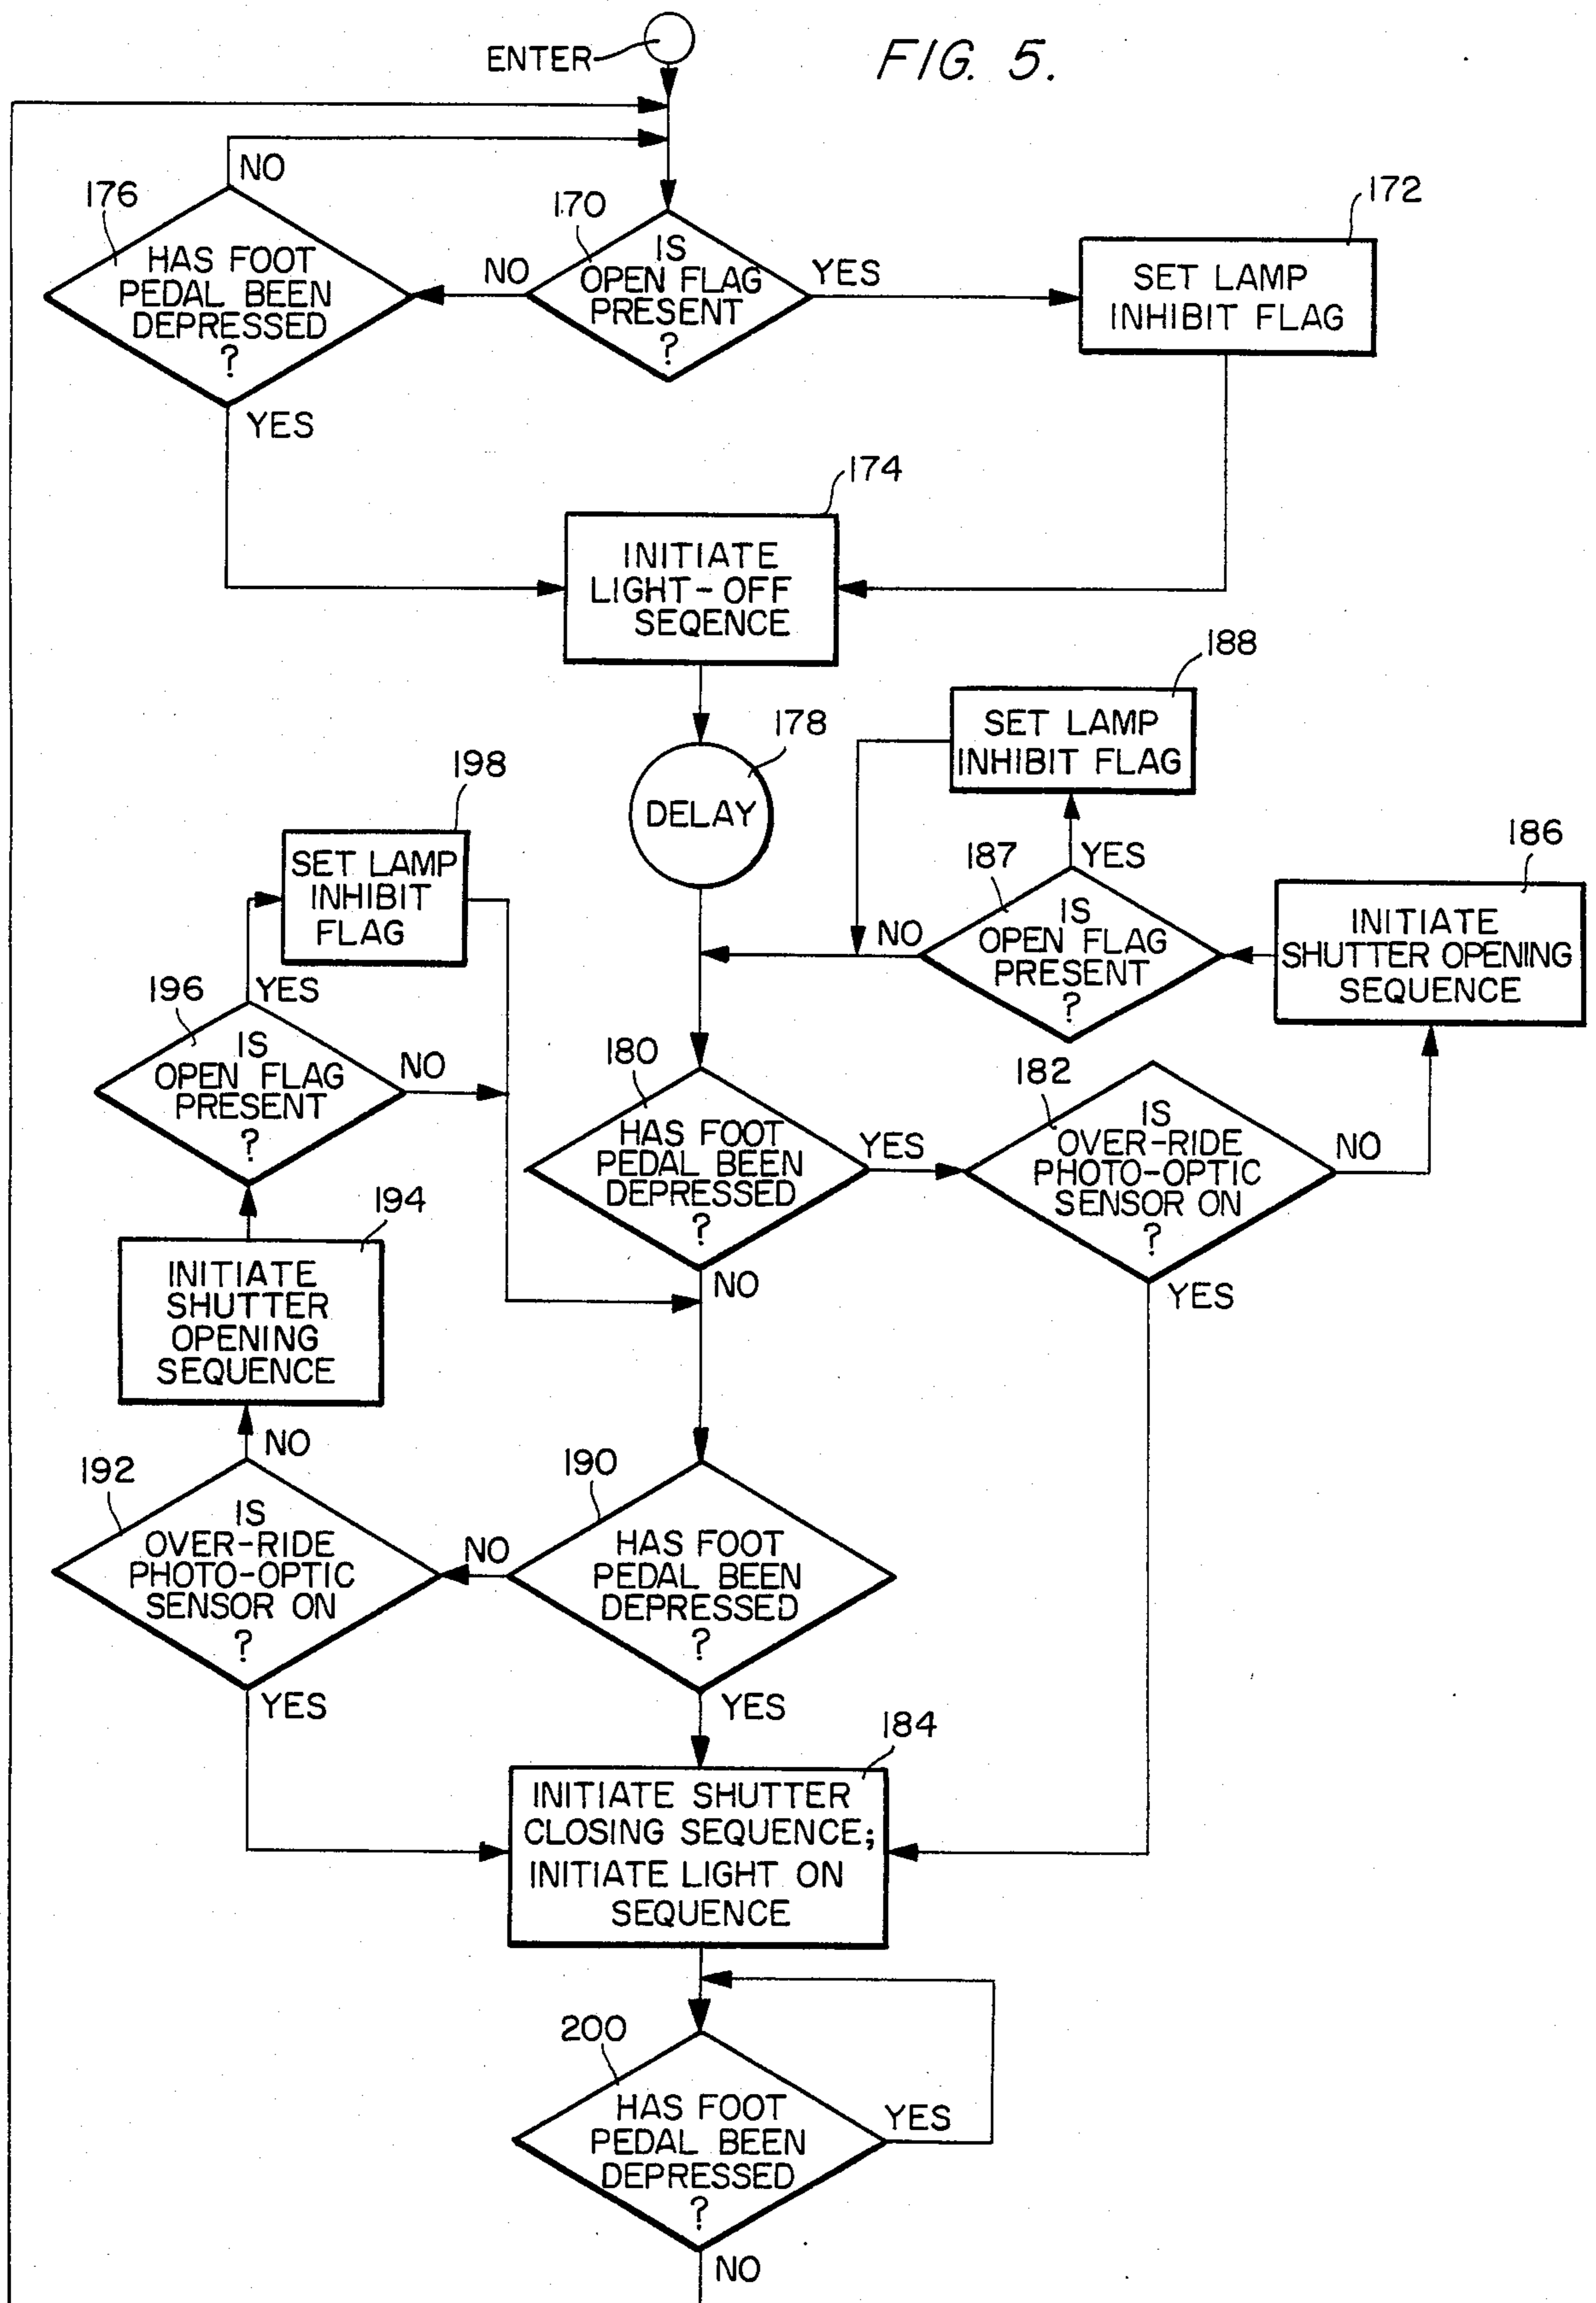 ENTER
FIG. 5.
NO
176
170
172
HAS FOOT
PEDAL BEEN
DEPRESSED
?
NO
IS
OPEN FLAG
PRESENT
?
YES
SET LAMP
INHIBIT FLAG
YES
174
INITIATE
LIGHT-OFF
SEQENCE
188
SET LAMP
INHIBIT FLAG
178
DELAY
198
SET LAMP
INHIBIT
FLAG
187
YES
186
IS
OPEN FLAG
PRESENT
?
NO
INITIATE
SHUTTER OPENING
SEQUENCE
196
YES
IS
OPEN FLAG
PRESENT
?
NO
180
HAS FOOT
PEDAL BEEN
DEPRESSED
?
YES
182
IS
OVER-RIDE
PHOTO-OPTIC
SENSOR ON
?
NO
194
INITIATE
SHUTTER
OPENING
SEQUENCE
NO
YES
NO
192
IS
OVER-RIDE
PHOTO-OPTIC
SENSOR ON
?
NO
190
HAS FOOT
PEDAL BEEN
DEPRESSED
?
YES
YES
184
INITIATE SHUTTER
CLOSING SEQUENCE;
INITIATE LIGHT ON
SEQUENCE
200
HAS FOOT
PEDAL BEEN
DEPRESSED
?
YES
NO